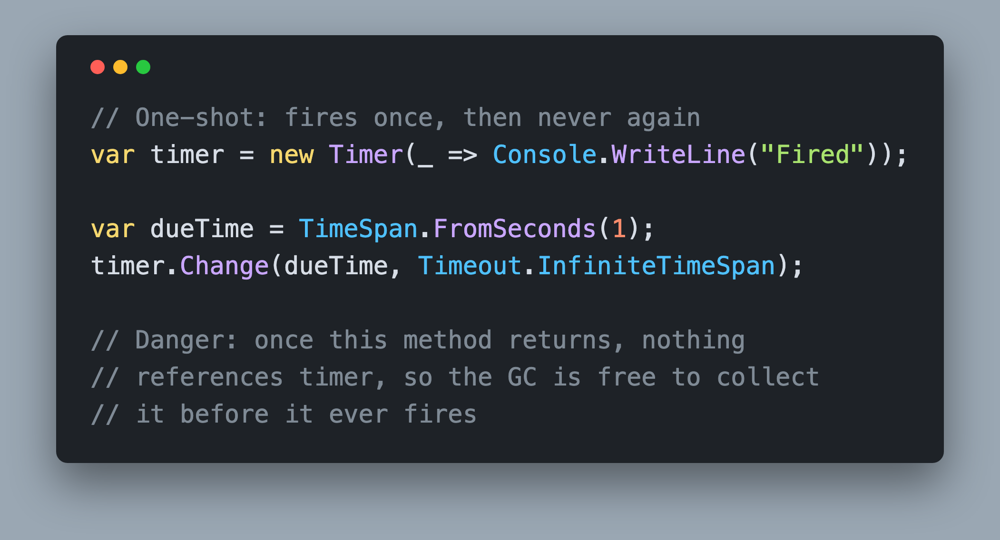 // One-shot: fires once, then never again
var timer = new Timer(_ => Console.WriteLine("Fired"));
var dueTime = TimeSpan.FromSeconds(1);
timer.Change(dueTime, Timeout.InfiniteTimeSpan);
// Danger: once this method returns, nothing
// references timer, so the GC is free to collect
// it before it ever fires